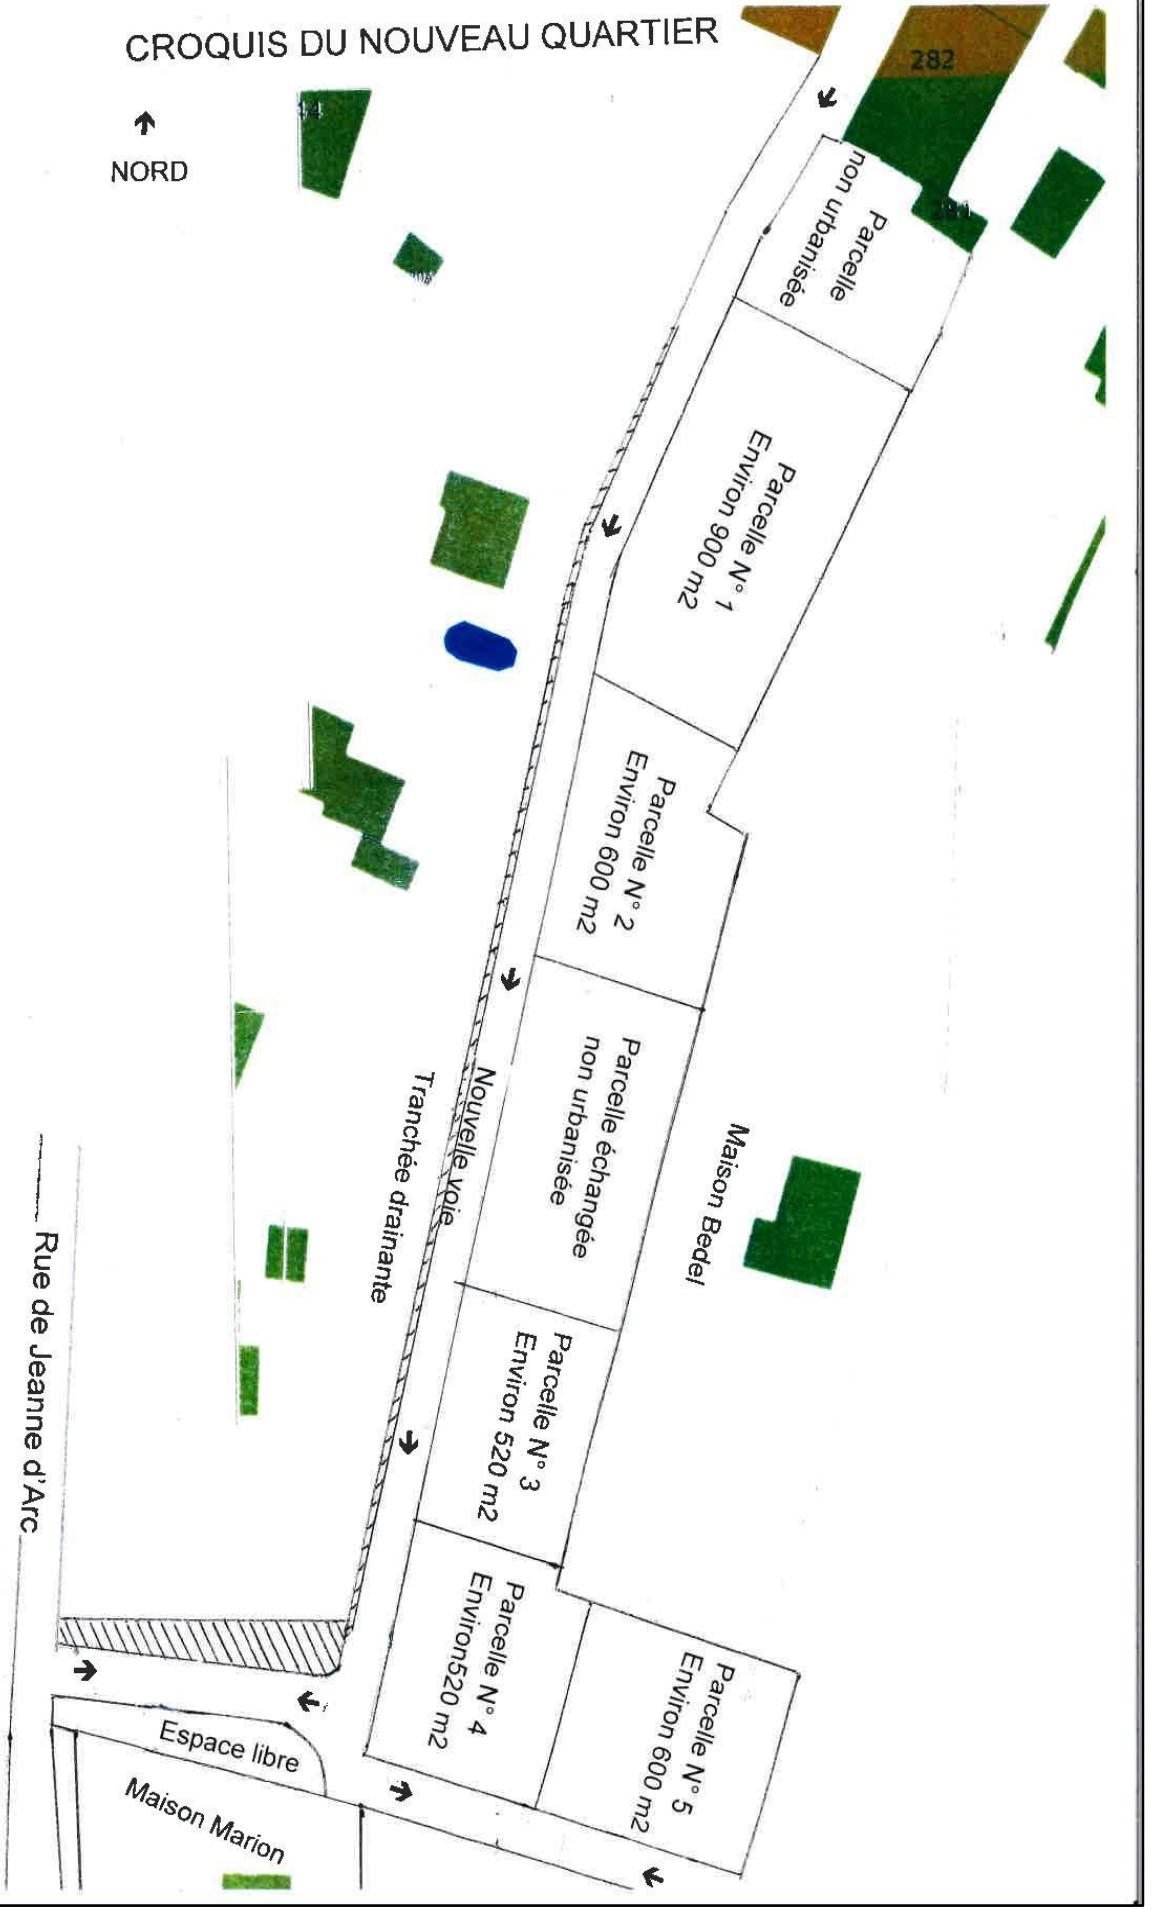 CROQUIS DU NOUVEAU QUARTIER
NORD
282
Parcelle
non urbanisée
Parcelle N° 1
Environ 900 m2
Parcelle N° 2
Environ 600 m2
Parcelle échangée
non urbanisée
Maison Bedel
Nouvelle voie
Tranchée drainante
Parcelle N° 3
Environ 520 m2
Parcelle N° 4
Environ520 m2
Parcelle N° 5
Environ 600 m2
Rue de Jeanne d'Arc
Espace libre
Maison Marion